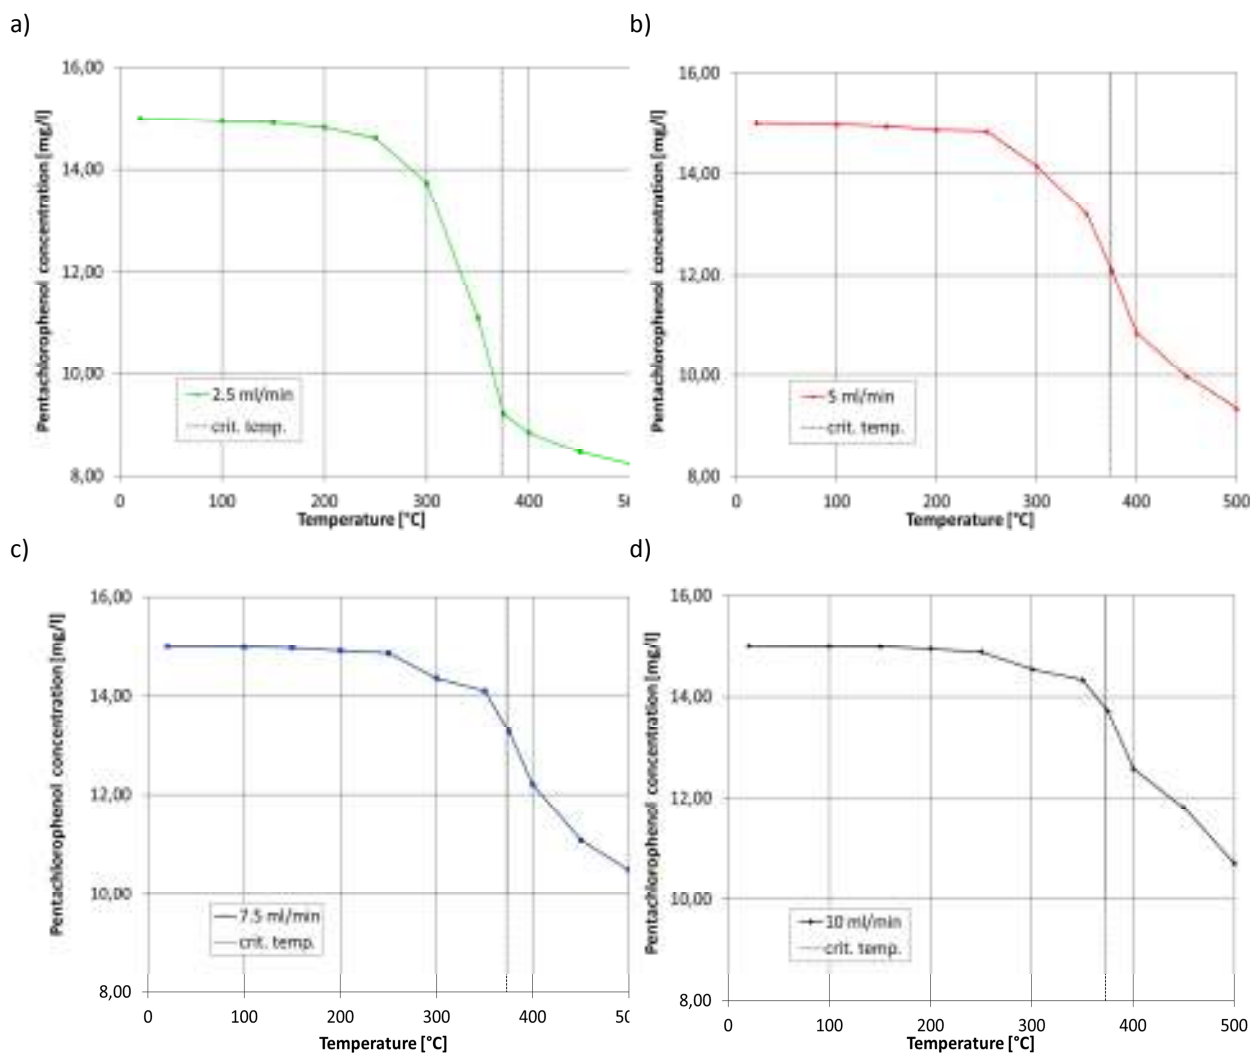 a)
Pentachlorophenol concentration [mg/l]
16,00
14,00
12,00
10,00
8,00
2.5 ml/min
crit. temp.
0 100 200 300 400 5
Temperature [°C]
b)
Pentachlorophenol concentration [mg/l]
16,00
14,00
12,00
10,00
8,00
5 ml/min
crit. temp.
0 100 200 300 400 500
Temperature [°C]
c)
Pentachlorophenol concentration [mg/l]
16,00
14,00
12,00
10,00
8,00
7.5 ml/min
crit. temp.
0 100 200 300 400 50
Temperature [°C]
d)
Pentachlorophenol concentration [mg/l]
16,00
14,00
12,00
10,00
8,00
10 ml/min
crit. temp.
0 100 200 300 400 500
Temperature [°C]